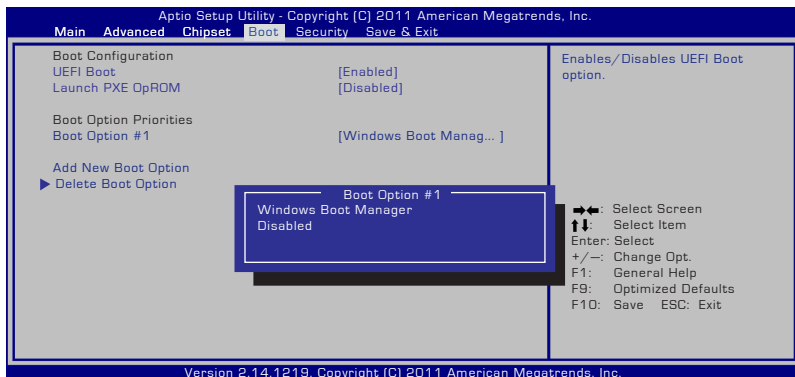 Aptio Setup Utility - Copyright (C) 2011 American Megatrends, Inc.
Main Advanced Chipset Boot Security Save & Exit
Boot Configuration
UEFI Boot [Enabled]
Launch PXE OpROM [Disabled]
Boot Option Priorities
Boot Option #1 [Windows Boot Manag... ]
Add New Boot Option
Delete Boot Option
Boot Option #1
Windows Boot Manager
Disabled
Enables/Disables UEFI Boot
option.
→←: Select Screen
↑↓: Select Item
Enter: Select
+/—: Change Opt.
F1: General Help
F9: Optimized Defaults
F10: Save ESC: Exit
Version 2.14.1219. Copyright (C) 2011 American Megatrends, Inc.